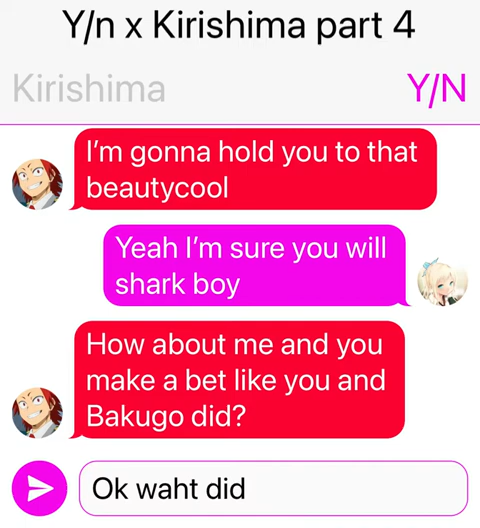 Y/n x Kirishima part 4
Kirishima
Y/N
I'm gonna hold you to that
beautycool
Yeah I'm sure you will
shark boy
How about me and you
make a bet like you and
Bakugo did?
Ok waht did